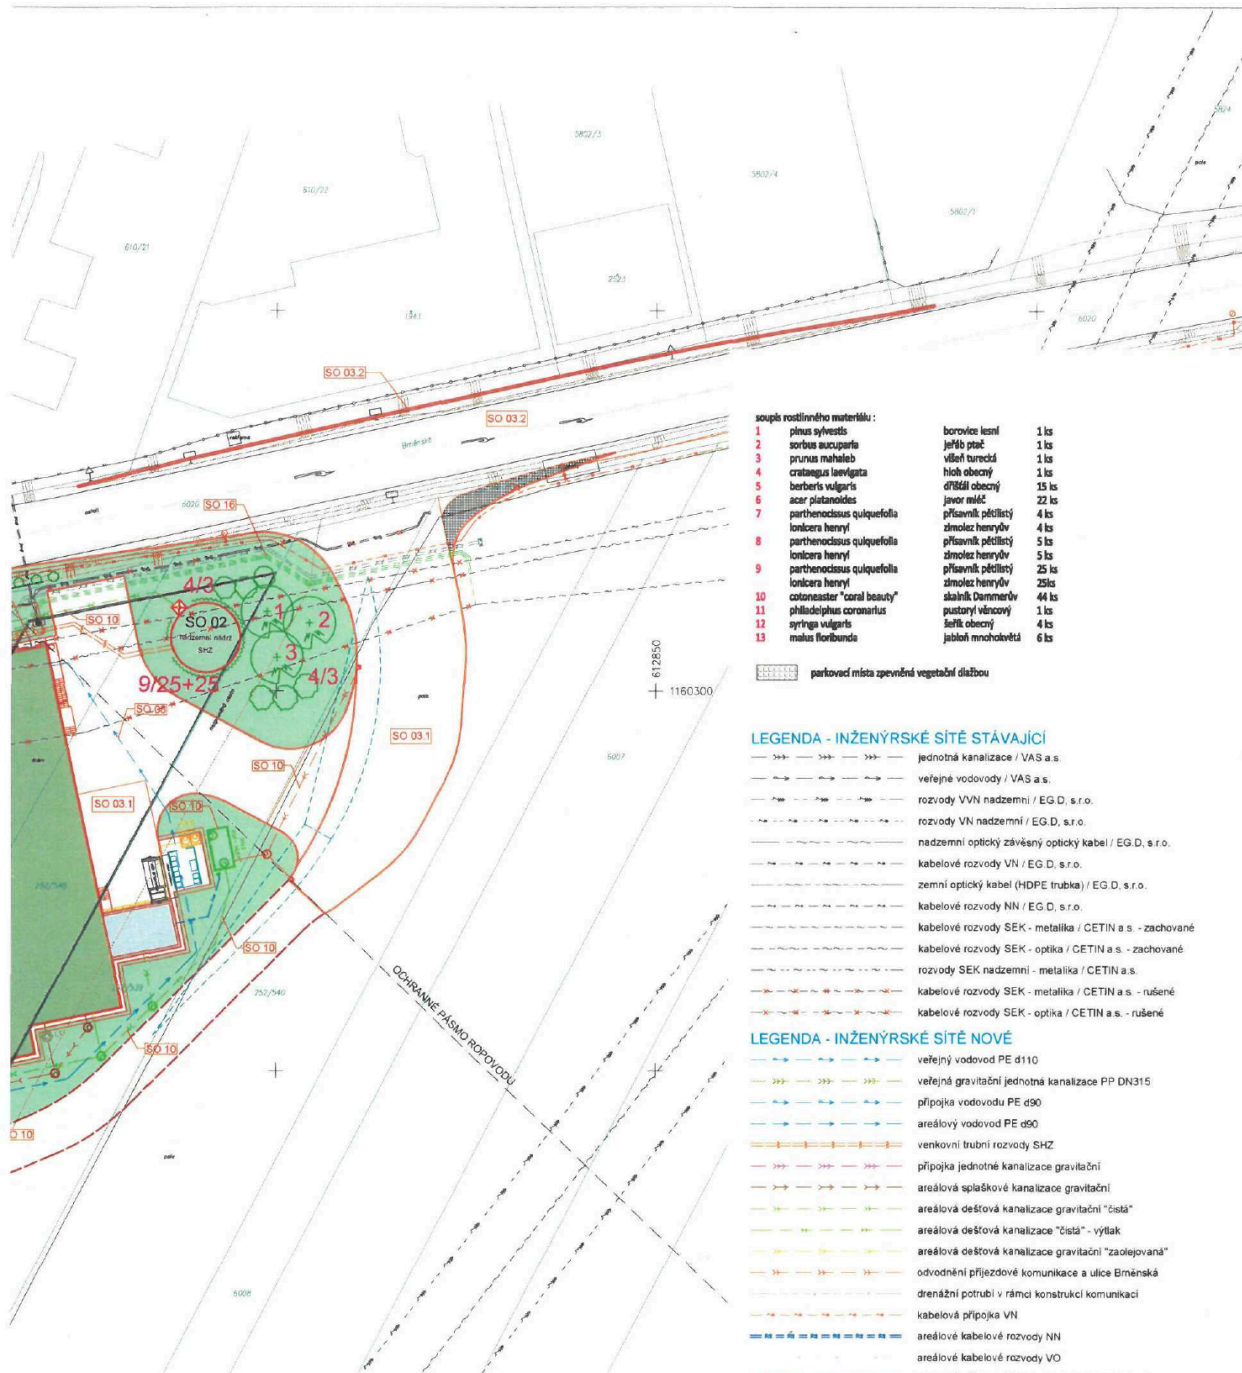 5824
pole
5802/3
5802/4
5802/1
610/22
610/21
2523
6020
SO 03.2
SO 03.2
Brněnská
reklama
asfalt
6020
SO 16
4/3
SO 10
SO 02
nadzemní nádrž
SHZ
1
2
3
4/3
9/25+25
SO 03.1
pole
612850
1160300
6007
SO 10
SO 03.1
SO 10
SO 10
252/540
OCHRANNÉ PÁSMO ROPOVODU
SO 10
pole
6008
soupis rostlinného materiálu :
1 pinus sylvestis borovice lesní 1 ks
2 sorbus aucuparia jeřáb ptač 1 ks
3 prunus mahaleb višeň turecká 1 ks
4 crataegus laevigata hloh obecný 1 ks
5 berberis vulgaris dřišťál obecný 15 ks
6 acer platanoides javor mléč 22 ks
7 parthenocissus quiquefolia přísavník pětilistý 4 ks
lonicera henryi zimolez henryův 4 ks
8 parthenocissus quiquefolia přísavník pětilistý 5 ks
lonicera henryi zimolez henryův 5 ks
9 parthenocissus quiquefolia přísavník pětilistý 25 ks
lonicera henryi zimolez henryův 25ks
10 cotoneaster "coral beauty" skalník Dammerův 44 ks
11 philadelphus coronarius pustoryl věncový 1 ks
12 syringa vulgaris šeřík obecný 4 ks
13 malus floribunda jabloň mnohokvětá 6 ks
parkovací místa zpevněná vegetační dlažbou
LEGENDA - INŽENÝRSKÉ SÍTĚ STÁVAJÍCÍ
jednotná kanalizace / VAS a.s.
veřejné vodovody / VAS a.s.
rozvody VVN nadzemní / EG.D, s.r.o.
rozvody VN nadzemní / EG.D, s.r.o.
nadzemní optický závěsný optický kabel / EG.D, s.r.o.
kabelové rozvody VN / EG.D, s.r.o.
zemní optický kabel (HDPE trubka) / EG.D, s.r.o.
kabelové rozvody NN / EG.D, s.r.o.
kabelové rozvody SEK - metalika / CETIN a.s. - zachované
kabelové rozvody SEK - optika / CETIN a.s. - zachované
rozvody SEK nadzemní - metalika / CETIN a.s.
kabelové rozvody SEK - metalika / CETIN a.s. - rušené
kabelové rozvody SEK - optika / CETIN a.s. - rušené
LEGENDA - INŽENÝRSKÉ SÍTĚ NOVÉ
veřejný vodovod PE d110
veřejná gravitační jednotná kanalizace PP DN315
přípojka vodovodu PE d90
areálový vodovod PE d90
venkovní trubní rozvody SHZ
přípojka jednotné kanalizace gravitační
areálová splaškové kanalizace gravitační
areálová dešťová kanalizace gravitační "čistá"
areálová dešťová kanalizace "čistá" - výtlak
areálová dešťová kanalizace gravitační "zaolejovaná"
odvodnění příjezdové komunikace a ulice Brněnská
drenážní potrubí v rámci konstrukcí komunikací
kabelová přípojka VN
areálové kabelové rozvody NN
areálové kabelové rozvody VO